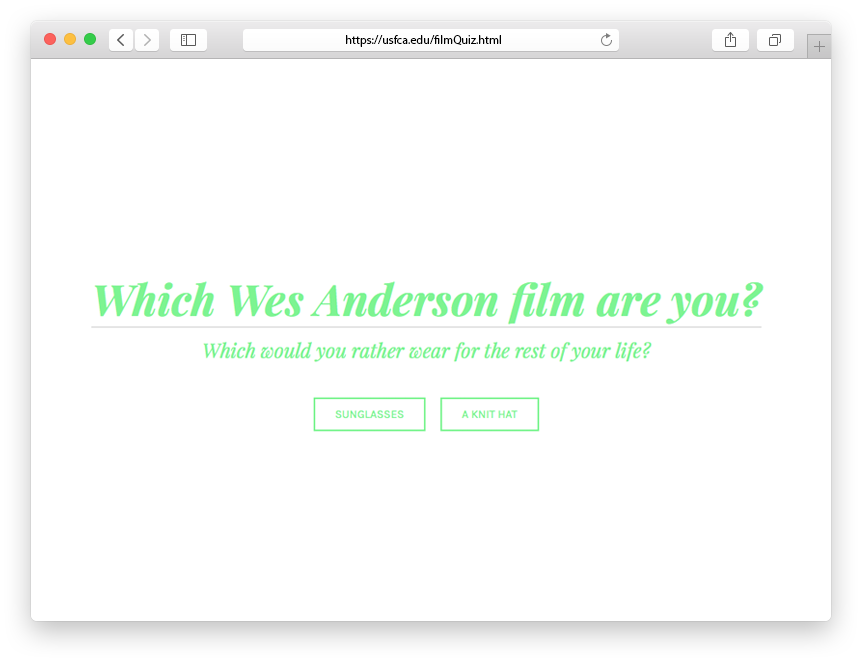 https://usfca.edu/filmQuiz.html
Which Wes Anderson film are you?
Which would you rather wear for the rest of your life?
SUNGLASSES
A KNIT HAT